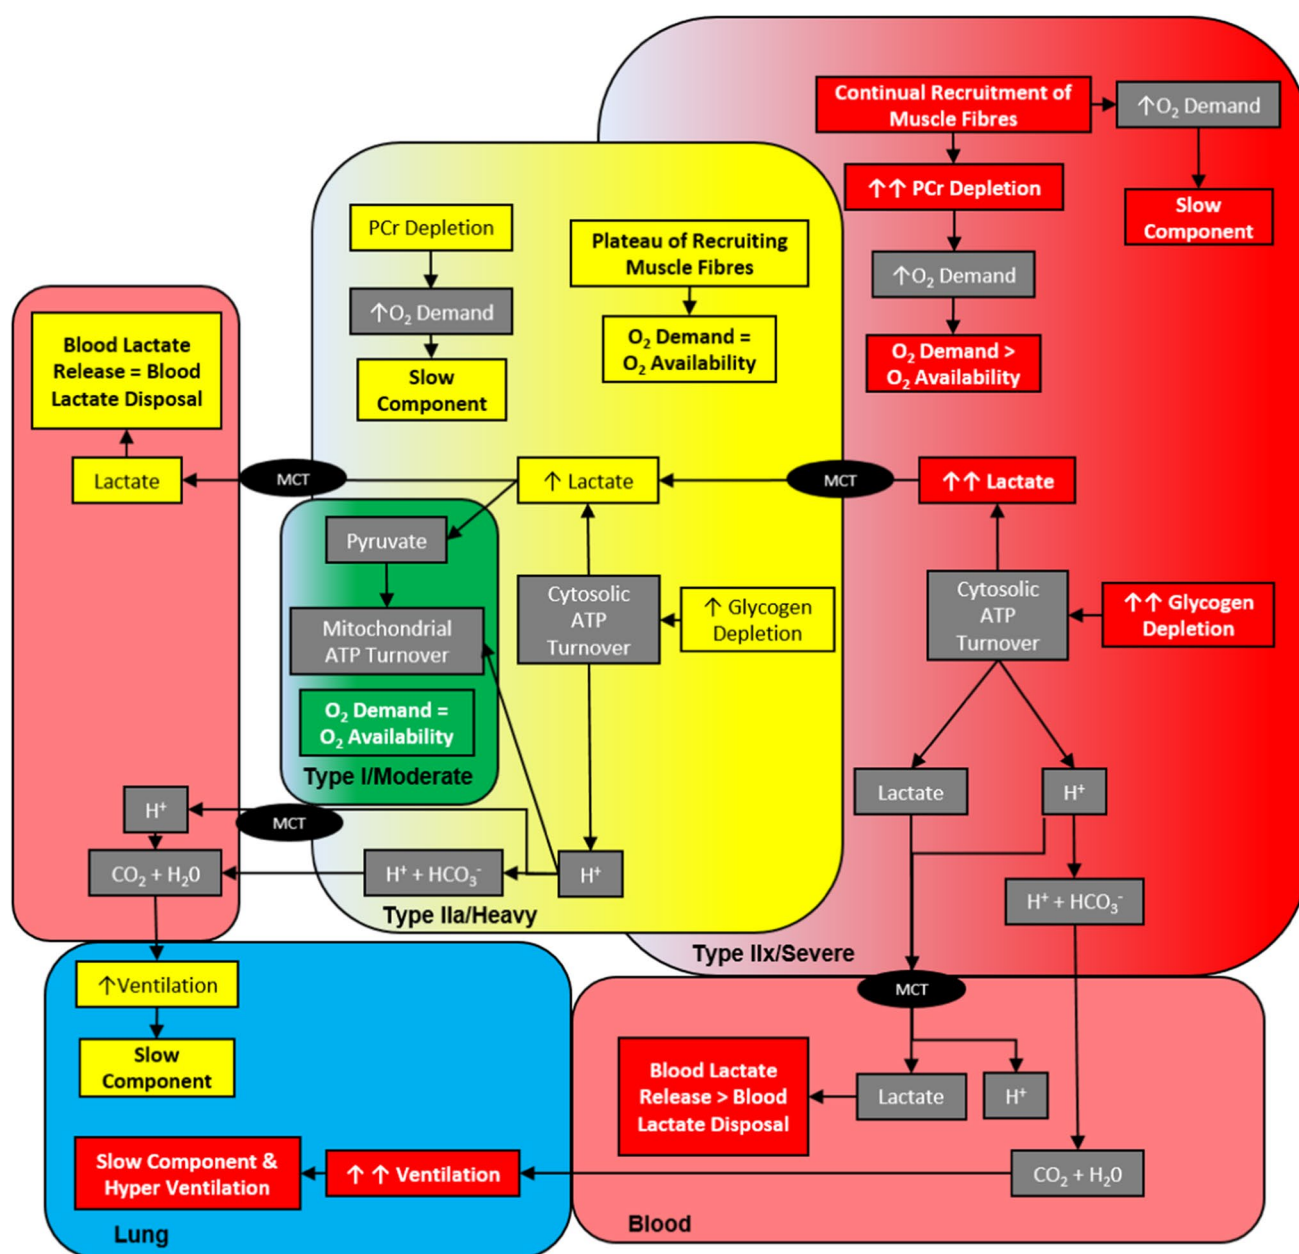 Continual Recruitment of
Muscle Fibres
↑O₂ Demand
↑↑ PCr Depletion
Slow
Component
↑O₂ Demand
O₂ Demand >
O₂ Availability
PCr Depletion
↑O₂ Demand
Slow
Component
Plateau of Recruiting
Muscle Fibres
O₂ Demand =
O₂ Availability
Blood Lactate
Release = Blood
Lactate Disposal
Lactate
MCT
↑ Lactate
MCT
↑↑ Lactate
Pyruvate
Mitochondrial
ATP Turnover
O₂ Demand =
O₂ Availability
Type I/Moderate
Cytosolic
ATP
Turnover
↑ Glycogen
Depletion
Cytosolic
ATP
Turnover
↑↑ Glycogen
Depletion
Lactate
H⁺
H⁺
MCT
CO₂ + H₂0
H⁺ + HCO₃⁻
H⁺
Type IIa/Heavy
H⁺ + HCO₃⁻
Type IIx/Severe
MCT
↑Ventilation
Slow
Component
Blood Lactate
Release > Blood
Lactate Disposal
Lactate
H⁺
Slow Component &
Hyper Ventilation
↑ ↑ Ventilation
CO₂ + H₂0
Lung
Blood